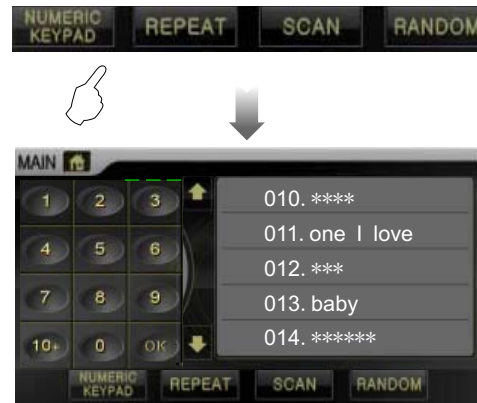 NUMERIC KEYPAD REPEAT SCAN RANDOM
MAIN
1 2 3
4 5 6
7 8 9
10+ 0 OK
010. ****
011. one I love
012. ***
013. baby
014. ******
NUMERIC KEYPAD REPEAT SCAN RANDOM